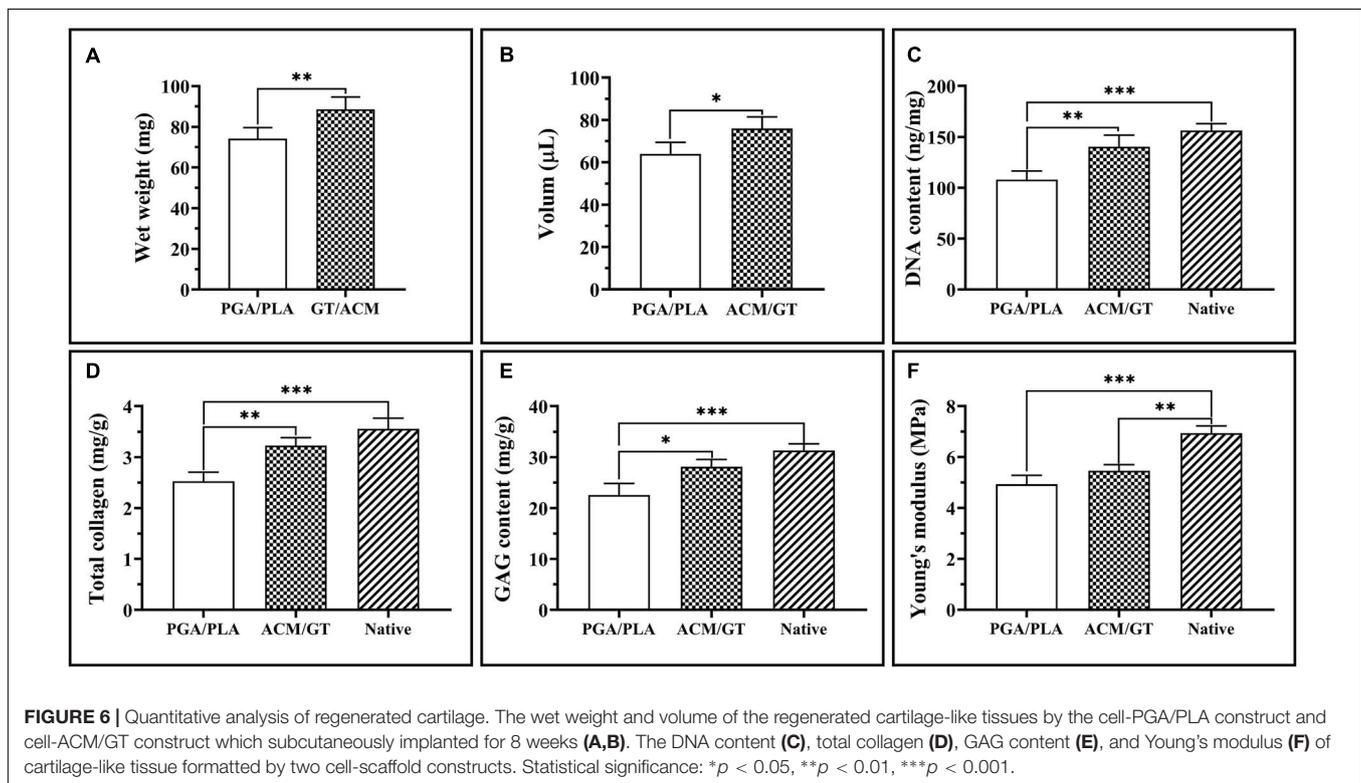 A
Wet weight (mg)
100
80
60
40
20
0
**
PGA/PLA GT/ACM
B
Volum (μL)
100
80
60
40
20
0
*
PGA/PLA ACM/GT
C
DNA content (ng/mg)
200
150
100
50
0
***
**
PGA/PLA ACM/GT Native
D
Total collagen (mg/g)
4
3
2
1
0
***
**
PGA/PLA ACM/GT Native
E
GAG content (mg/g)
40
30
20
10
0
***
*
PGA/PLA ACM/GT Native
F
Young's modulus (MPa)
8
6
4
2
0
***
**
PGA/PLA ACM/GT Native
FIGURE 6 | Quantitative analysis of regenerated cartilage. The wet weight and volume of the regenerated cartilage-like tissues by the cell-PGA/PLA construct and
cell-ACM/GT construct which subcutaneously implanted for 8 weeks (A,B). The DNA content (C), total collagen (D), GAG content (E), and Young's modulus (F) of
cartilage-like tissue formatted by two cell-scaffold constructs. Statistical significance: *p < 0.05, **p < 0.01, ***p < 0.001.